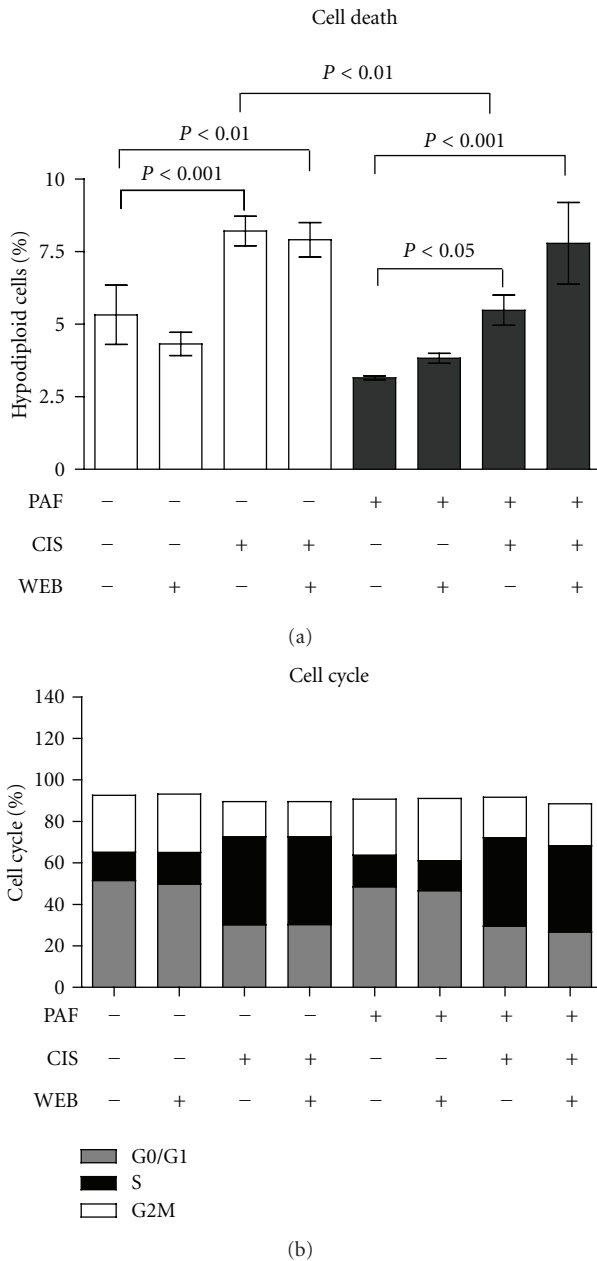 Cell death
P < 0.01
P < 0.01
P < 0.001
P < 0.001
P < 0.05
Hypodiploid cells (%)
10
7.5
5
2.5
0
PAF − − − − + + + +
CIS − − + + − − + +
WEB − + − + − + − +
(a)
Cell cycle
Cell cycle (%)
140
120
100
80
60
40
20
0
PAF − − − − + + + +
CIS − − + + − − + +
WEB − + − + − + − +
G0/G1
S
G2M
(b)